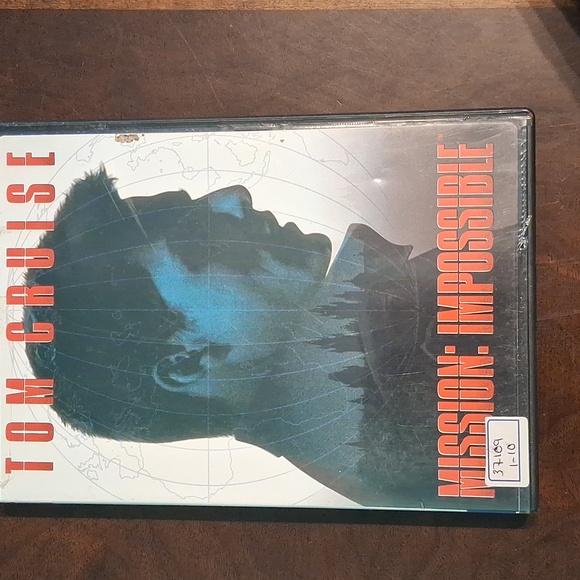 TOM CRUISE
MISSION: IMPOSSIBLE
37109
1-10